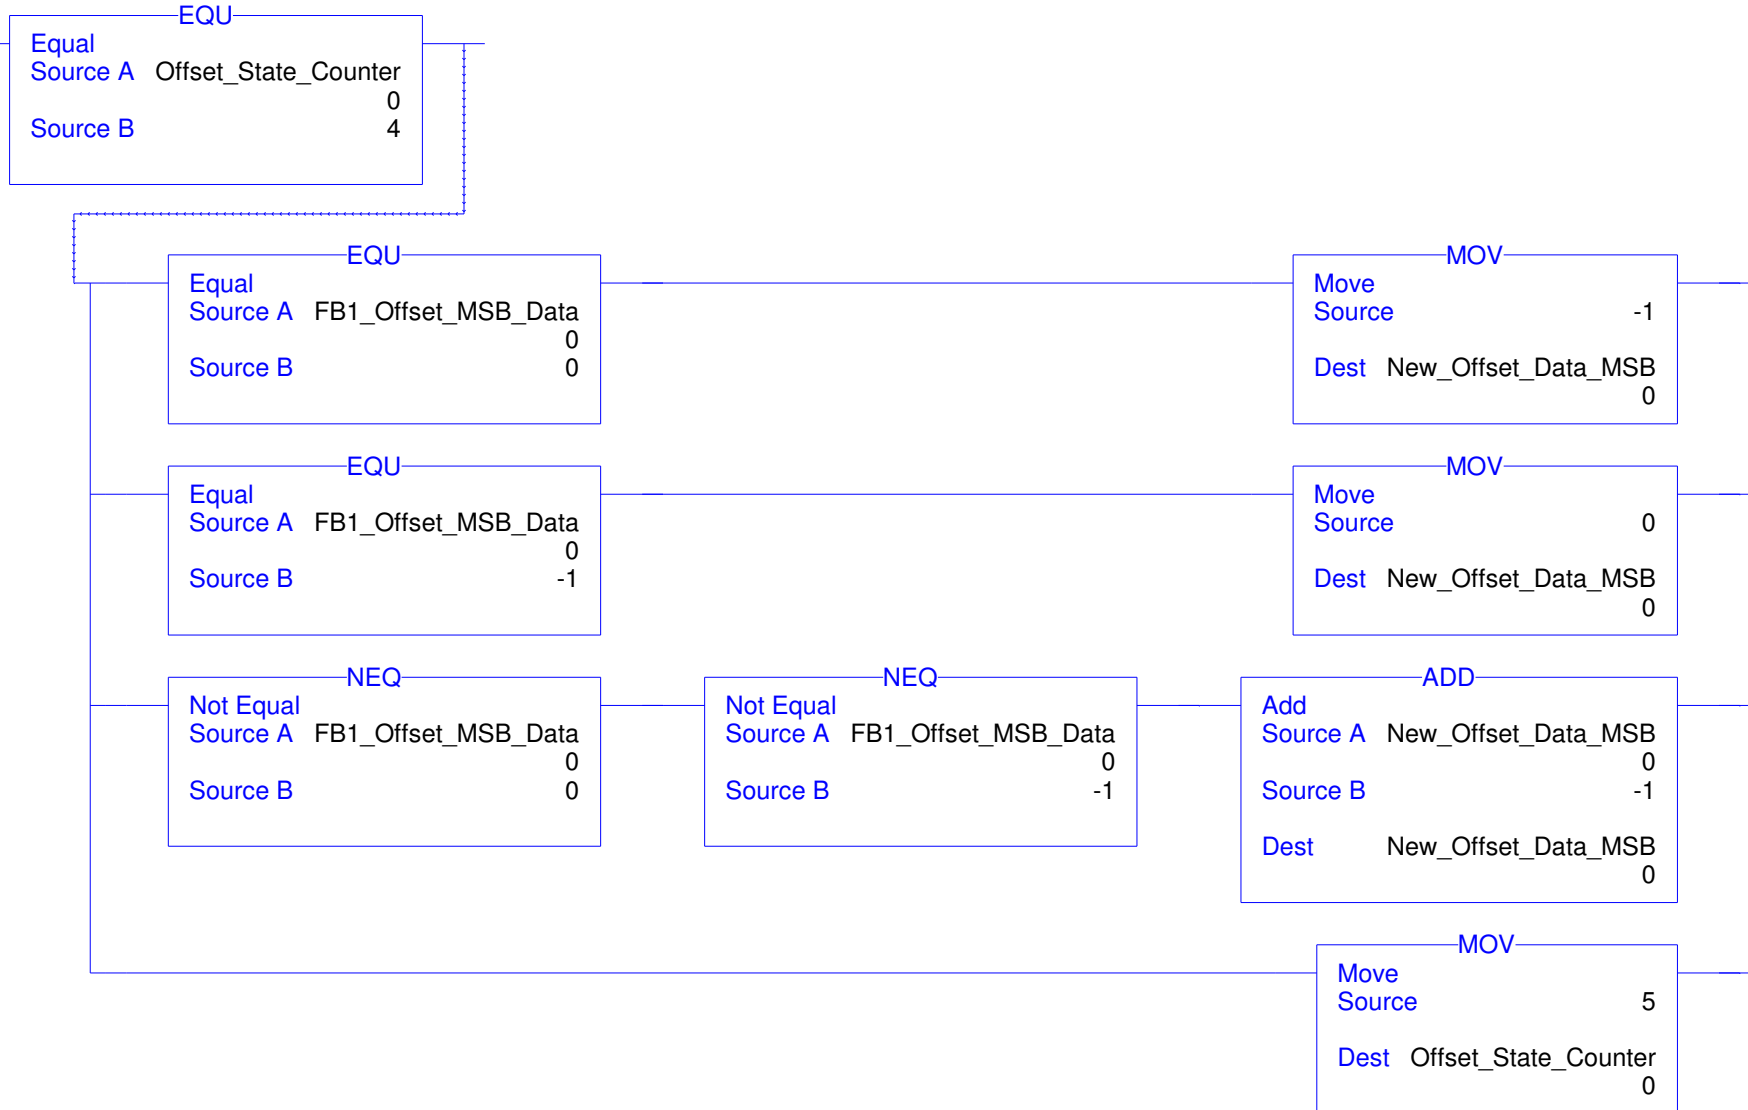 EQU
Equal
Source A Offset_State_Counter
0
Source B 4
EQU
Equal
Source A FB1_Offset_MSB_Data
0
Source B 0
MOV
Move
Source -1
Dest New_Offset_Data_MSB
0
EQU
Equal
Source A FB1_Offset_MSB_Data
0
Source B -1
MOV
Move
Source 0
Dest New_Offset_Data_MSB
0
NEQ
Not Equal
Source A FB1_Offset_MSB_Data
0
Source B 0
NEQ
Not Equal
Source A FB1_Offset_MSB_Data
0
Source B -1
ADD
Add
Source A New_Offset_Data_MSB
0
Source B -1
Dest New_Offset_Data_MSB
0
MOV
Move
Source 5
Dest Offset_State_Counter
0